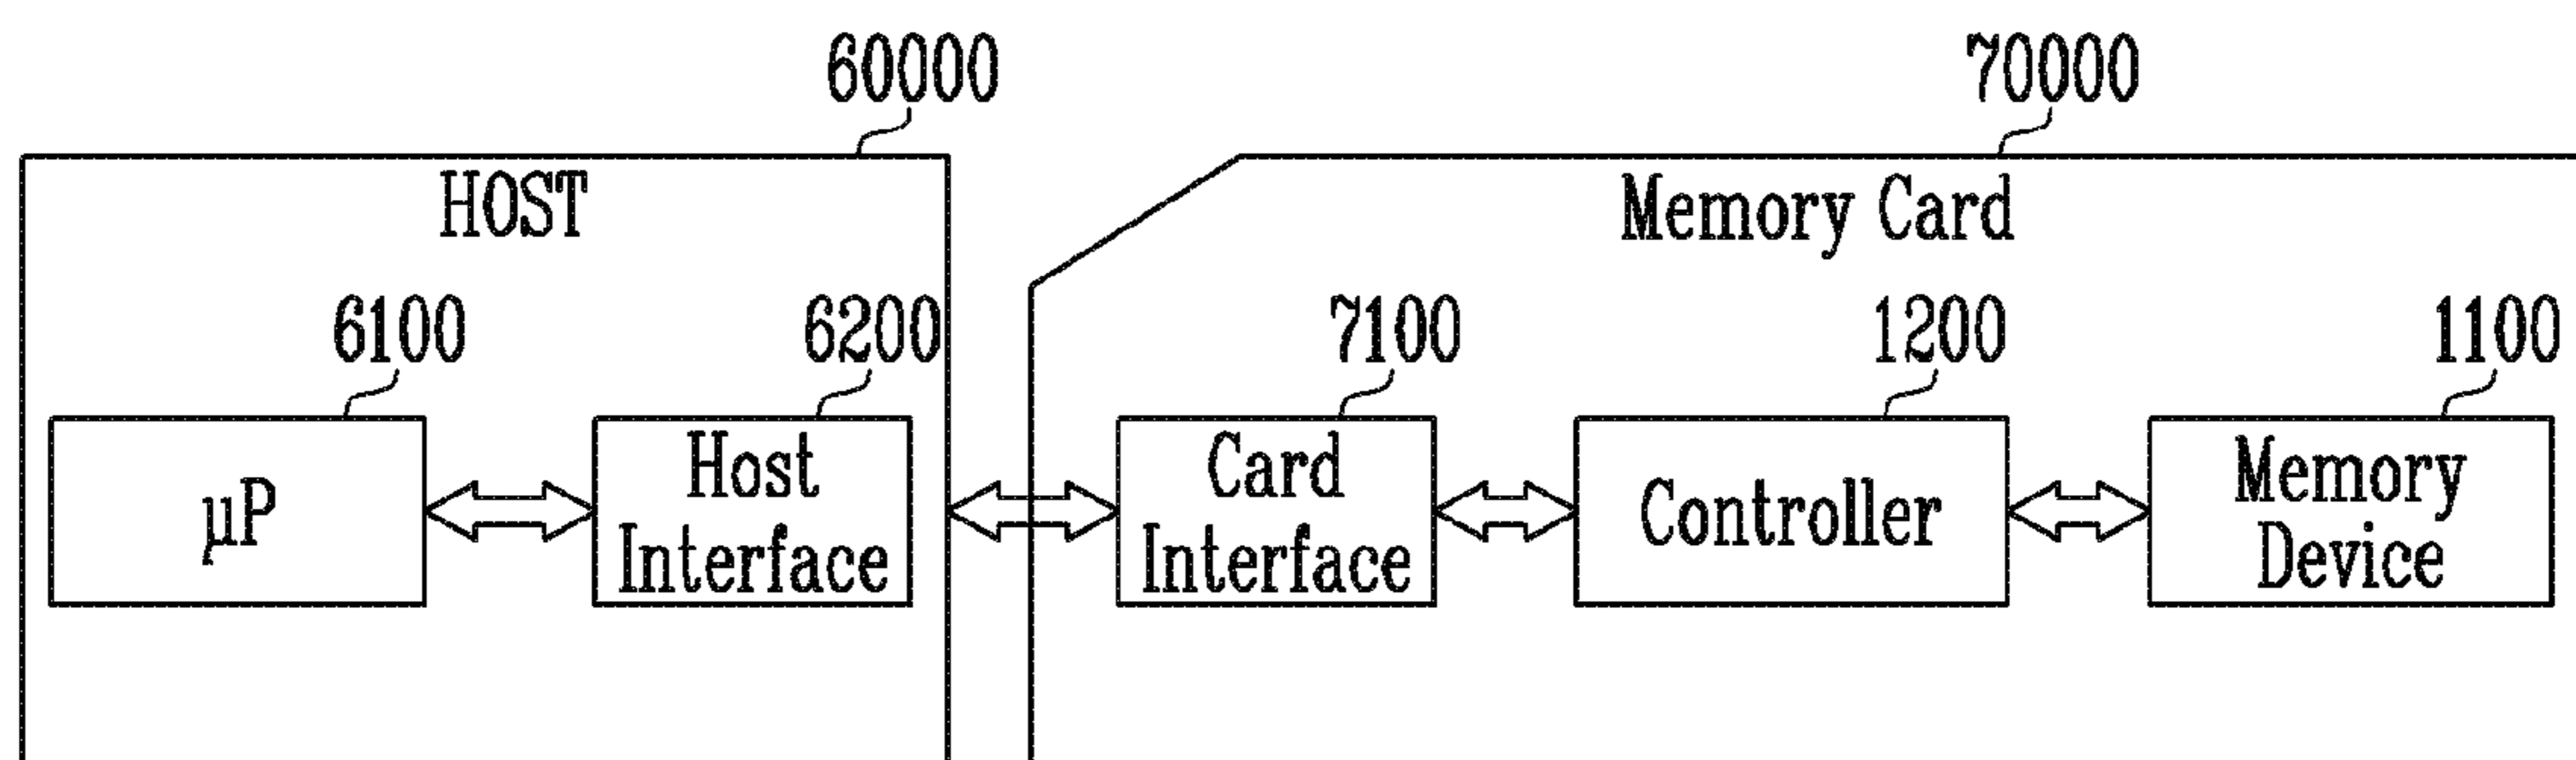 60000
70000
HOST
Memory Card
6100
6200
7100
1200
1100
μP
Host
Interface
Card
Interface
Controller
Memory
Device